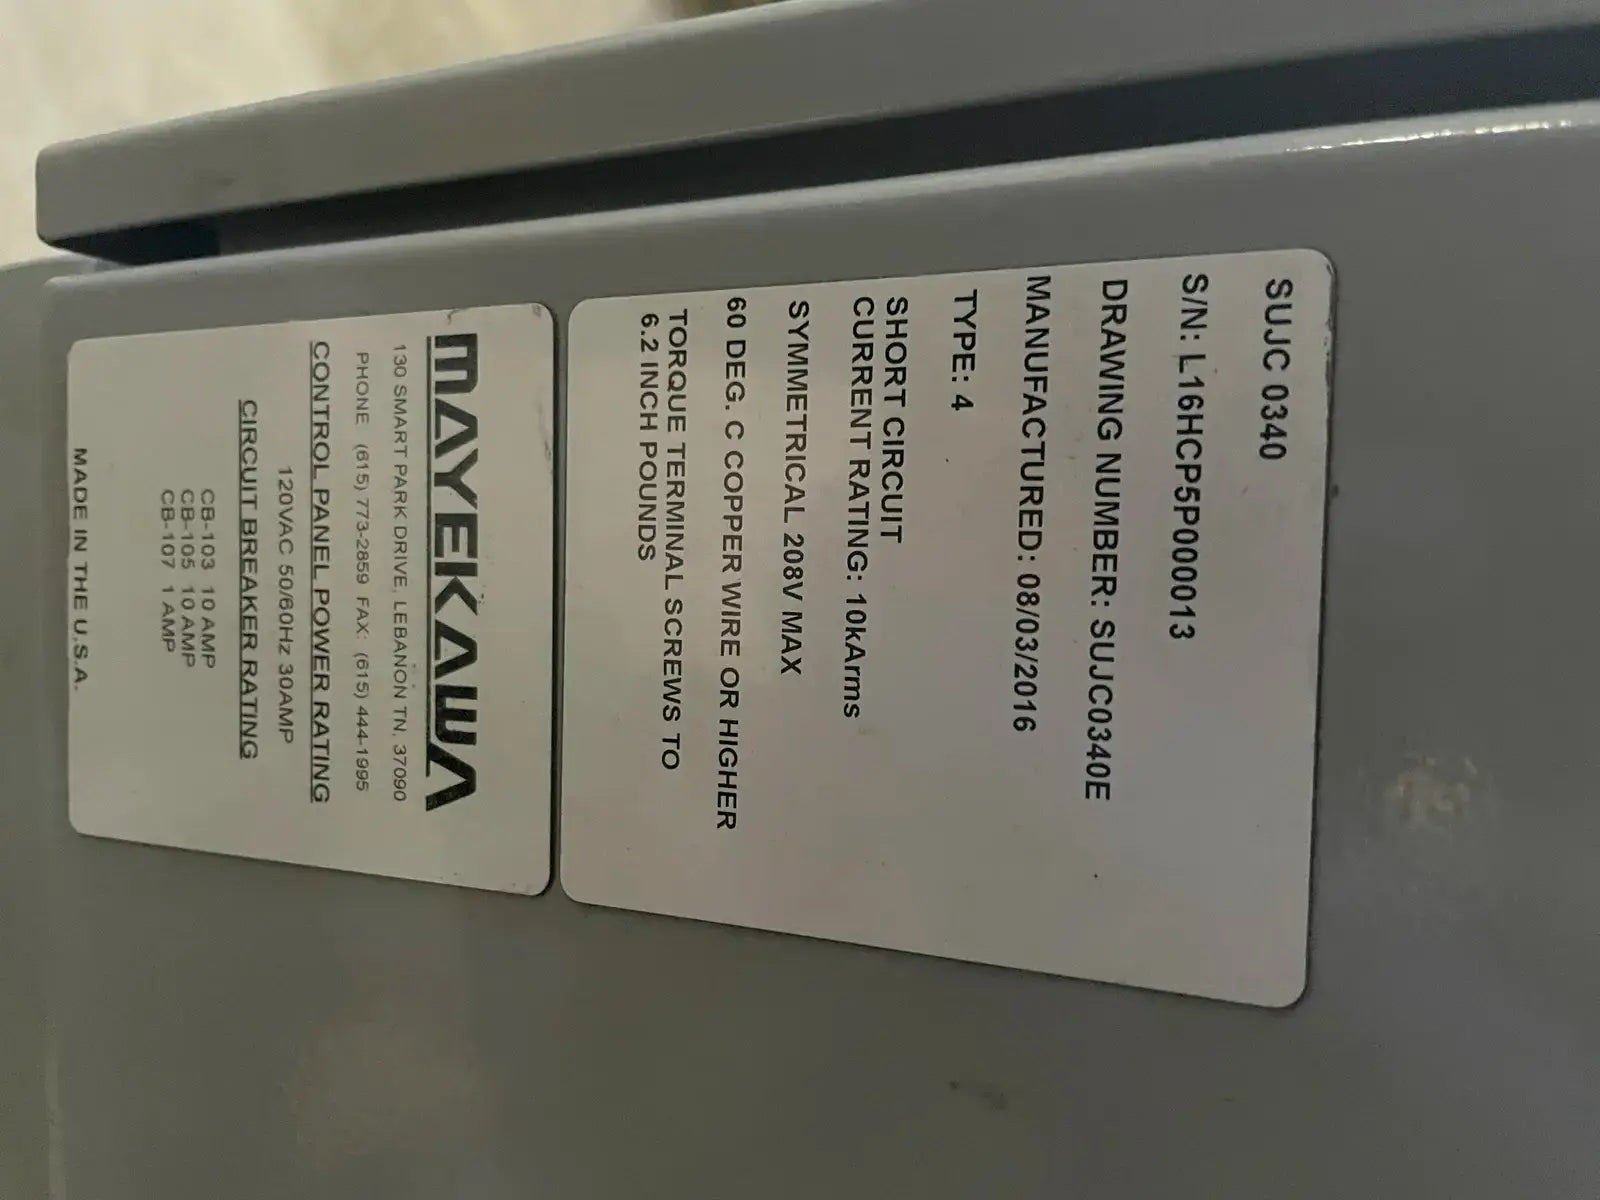 SUJC 0340
S/N: L16HCP5P000013
DRAWING NUMBER: SUJC0340E
MANUFACTURED: 08/03/2016
TYPE: 4
SHORT CIRCUIT
CURRENT RATING: 10kArms
SYMMETRICAL 208V MAX
60 DEG. C COPPER WIRE OR HIGHER
TORQUE TERMINAL SCREWS TO
6.2 INCH POUNDS
MAYEKAWA
130 SMART PARK DRIVE, LEBANON TN, 37090
PHONE (615) 773-2859 FAX: (615) 444-1995
CONTROL PANEL POWER RATING
120VAC 50/60Hz 30AMP
CIRCUIT BREAKER RATING
CB-103 10 AMP
CB-105 10 AMP
CB-107 1 AMP
MADE IN THE U.S.A.